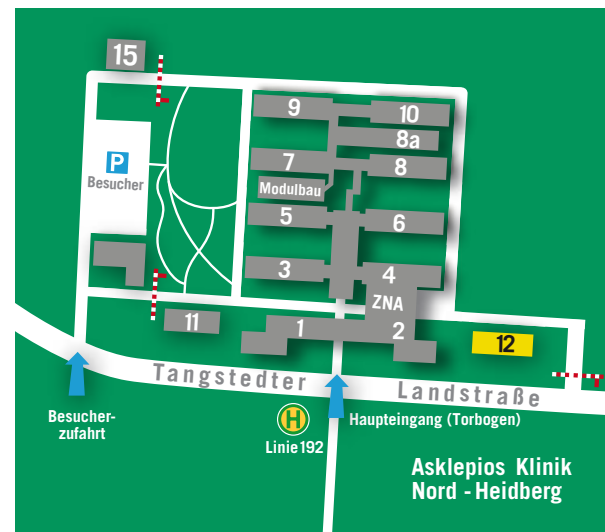 15
9
10
8a
P
Besucher
7
8
Modulbau
5
6
3
4
ZNA
11
1
2
12
Tangstedter Landstraße
Besucher-
zufahrt
H
Linie 192
Haupteingang (Torbogen)
Asklepios Klinik
Nord - Heidberg